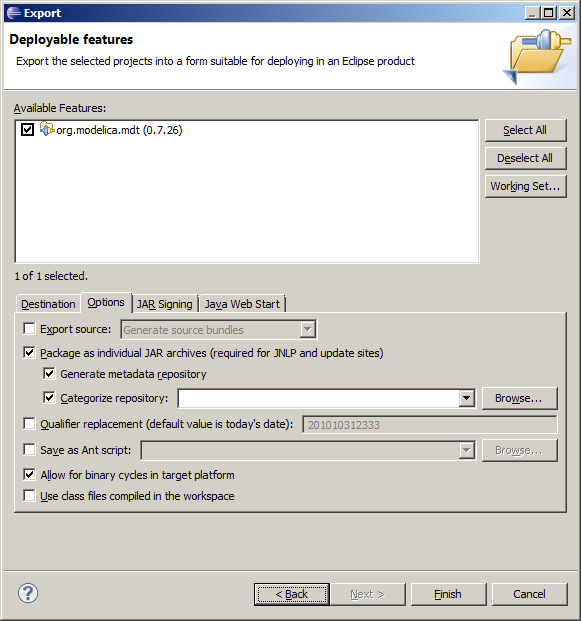 Export
Deployable features
Export the selected projects into a form suitable for deploying in an Eclipse product
Available Features:
org.modelica.mdt (0.7.26)
Select All
Deselect All
Working Set...
1 of 1 selected.
Destination Options JAR Signing Java Web Start
Export source: Generate source bundles
Package as individual JAR archives (required for JNLP and update sites)
Generate metadata repository
Categorize repository: Browse...
Qualifier replacement (default value is today's date): 201010312333
Save as Ant script: Browse...
Allow for binary cycles in target platform
Use class files compiled in the workspace
? < Back Next > Finish Cancel